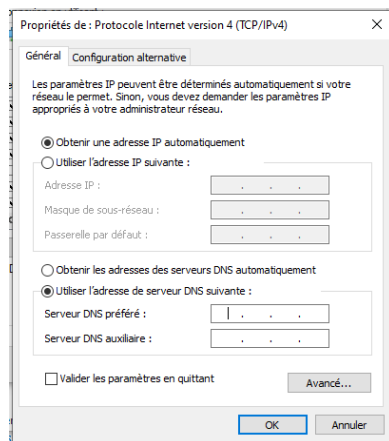 Propriétés de : Protocole Internet version 4 (TCP/IPv4)
Général
Configuration alternative
Les paramètres IP peuvent être déterminés automatiquement si votre
réseau le permet. Sinon, vous devez demander les paramètres IP
appropriés à votre administrateur réseau.
Obtenir une adresse IP automatiquement
Utiliser l'adresse IP suivante :
Adresse IP :
Masque de sous-réseau :
Passerelle par défaut :
Obtenir les adresses des serveurs DNS automatiquement
Utiliser l'adresse de serveur DNS suivante :
Serveur DNS préféré :
Serveur DNS auxiliaire :
Valider les paramètres en quittant
Avancé...
OK
Annuler